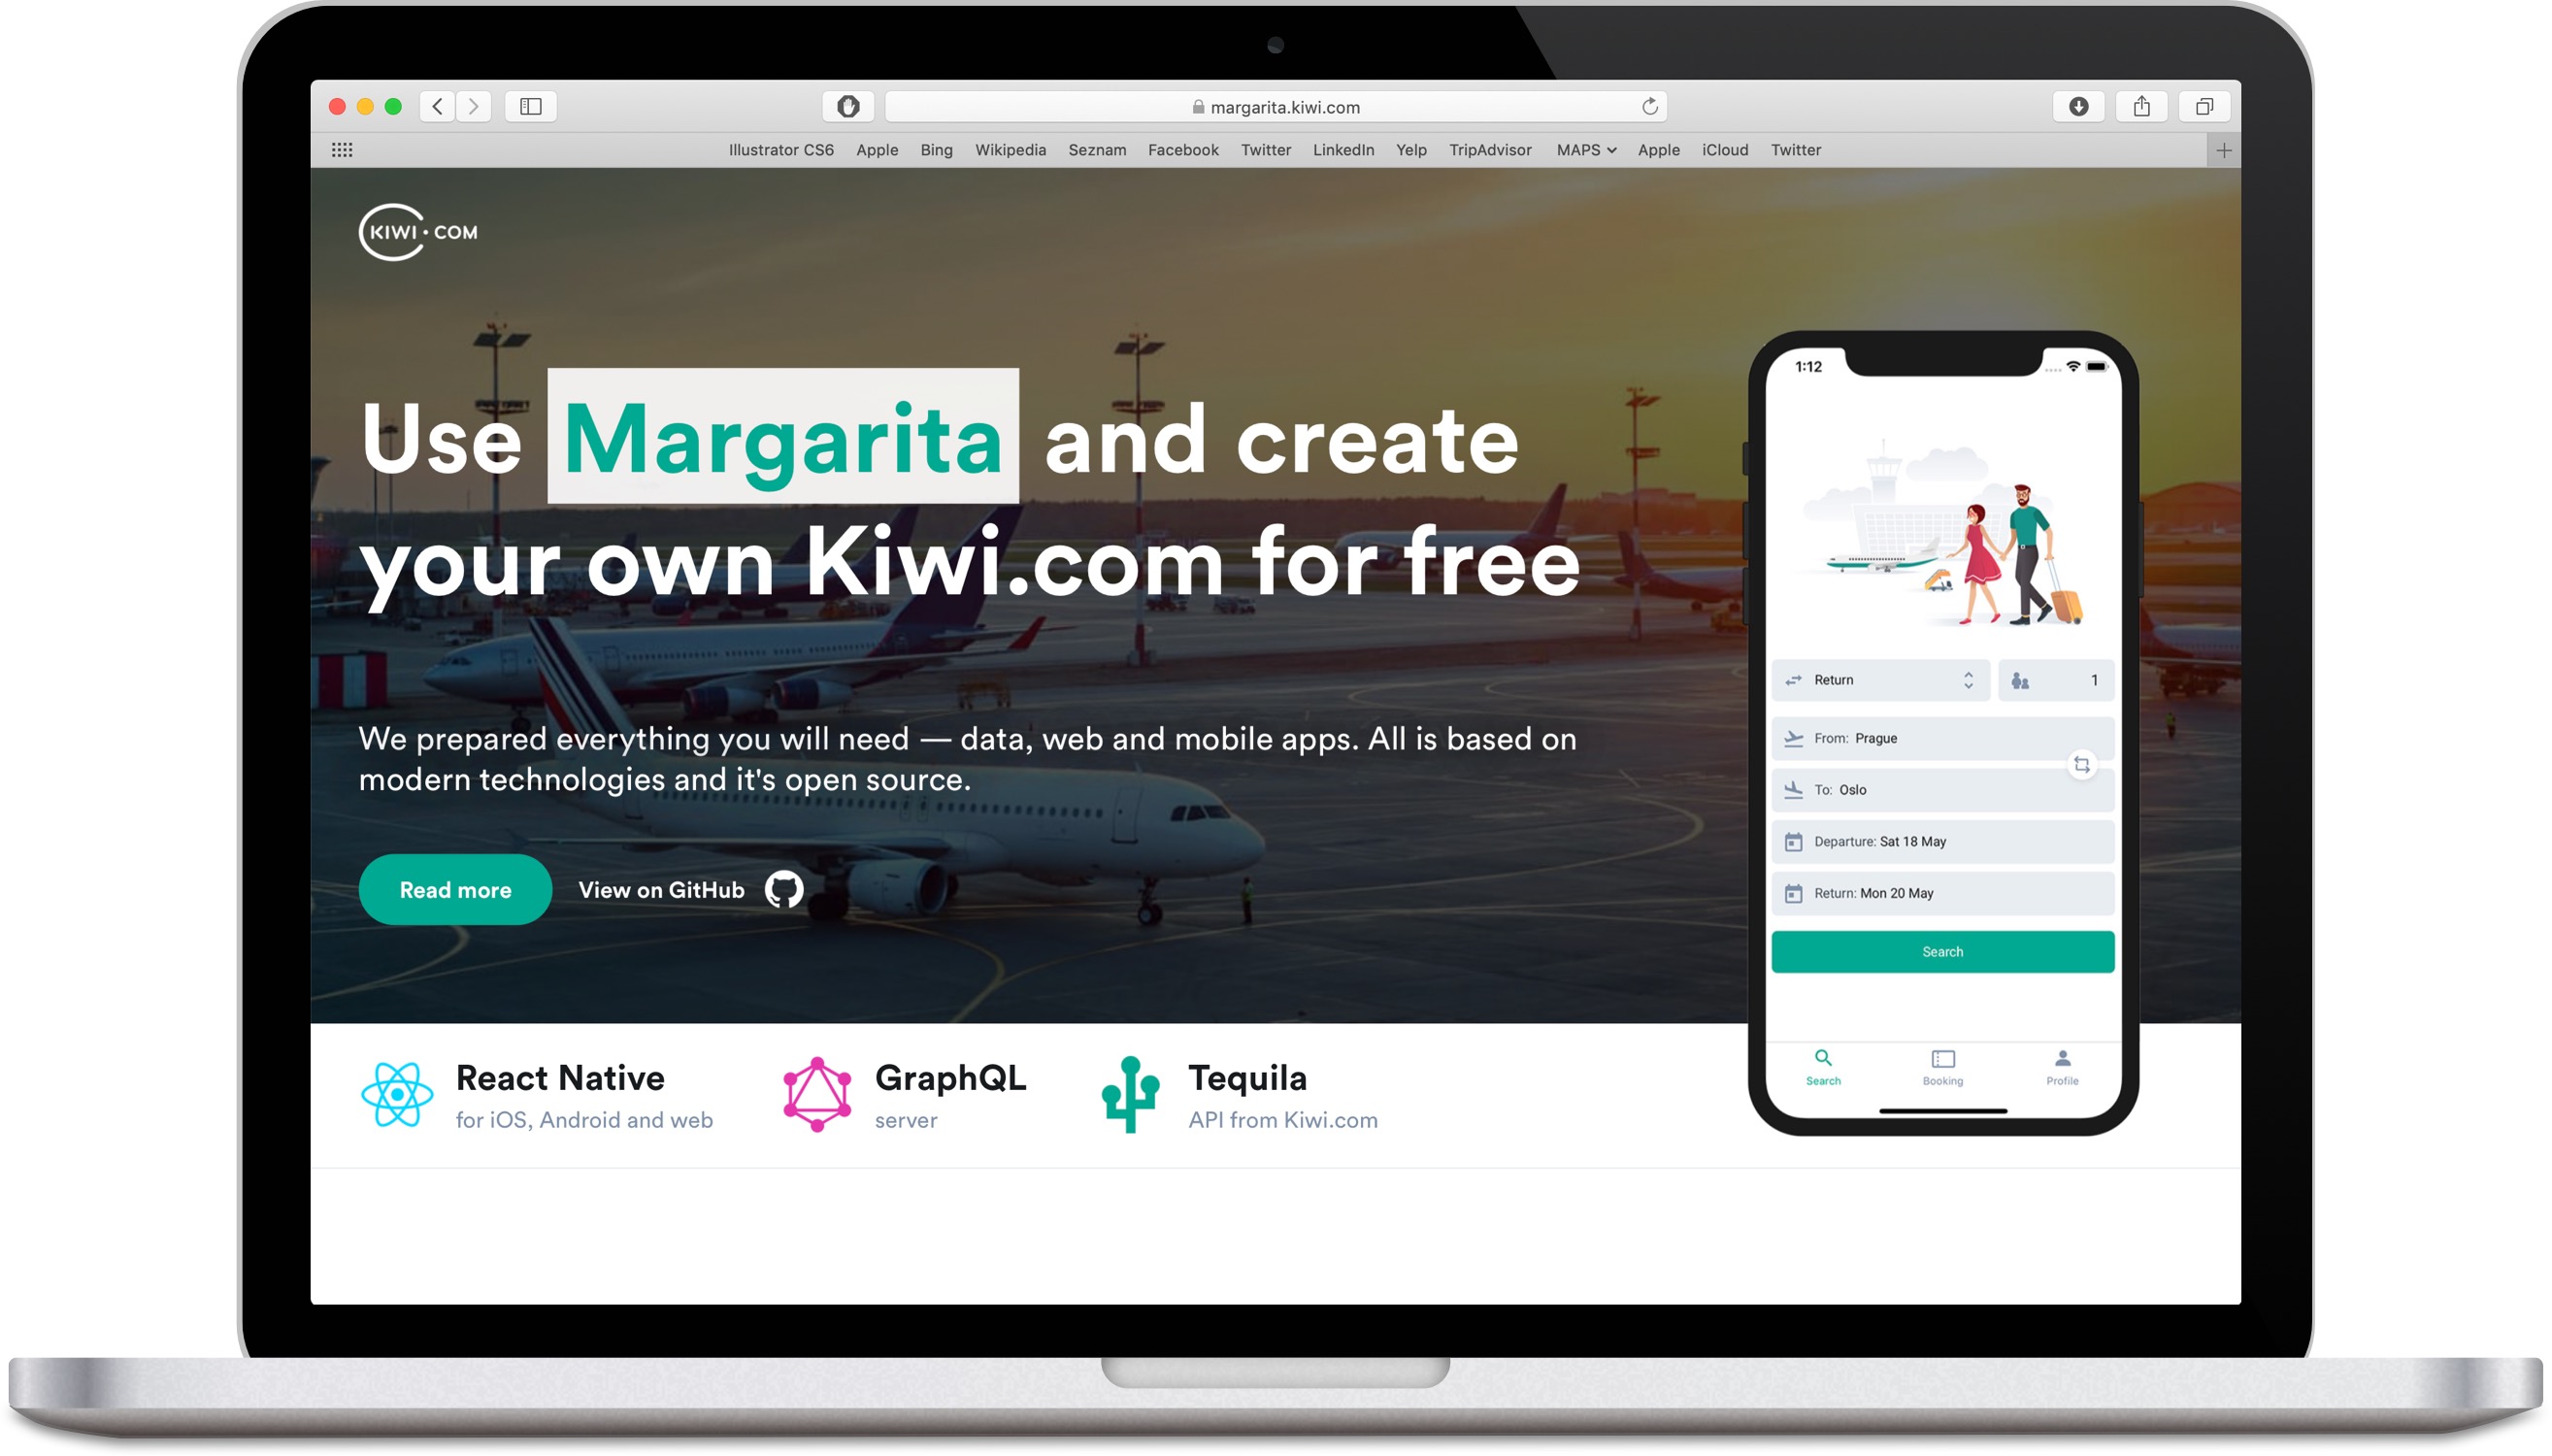 margarita.kiwi.com
Illustrator CS6 Apple Bing Wikipedia Seznam Facebook Twitter LinkedIn Yelp TripAdvisor MAPS Apple iCloud Twitter
KIWI·COM
Use Margarita and create
your own Kiwi.com for free
We prepared everything you will need — data, web and mobile apps. All is based on
modern technologies and it's open source.
Read more
View on GitHub
1:12
Return
1
From: Prague
To: Oslo
Departure: Sat 18 May
Return: Mon 20 May
Search
Search
Booking
Profile
React Native
for iOS, Android and web
GraphQL
server
Tequila
API from Kiwi.com